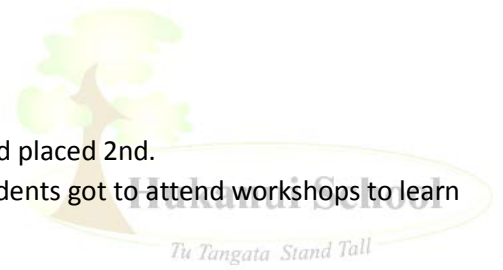 d placed 2nd.
dents got to attend workshops to learn
Hukanui School
Tu Tangata Stand Tall